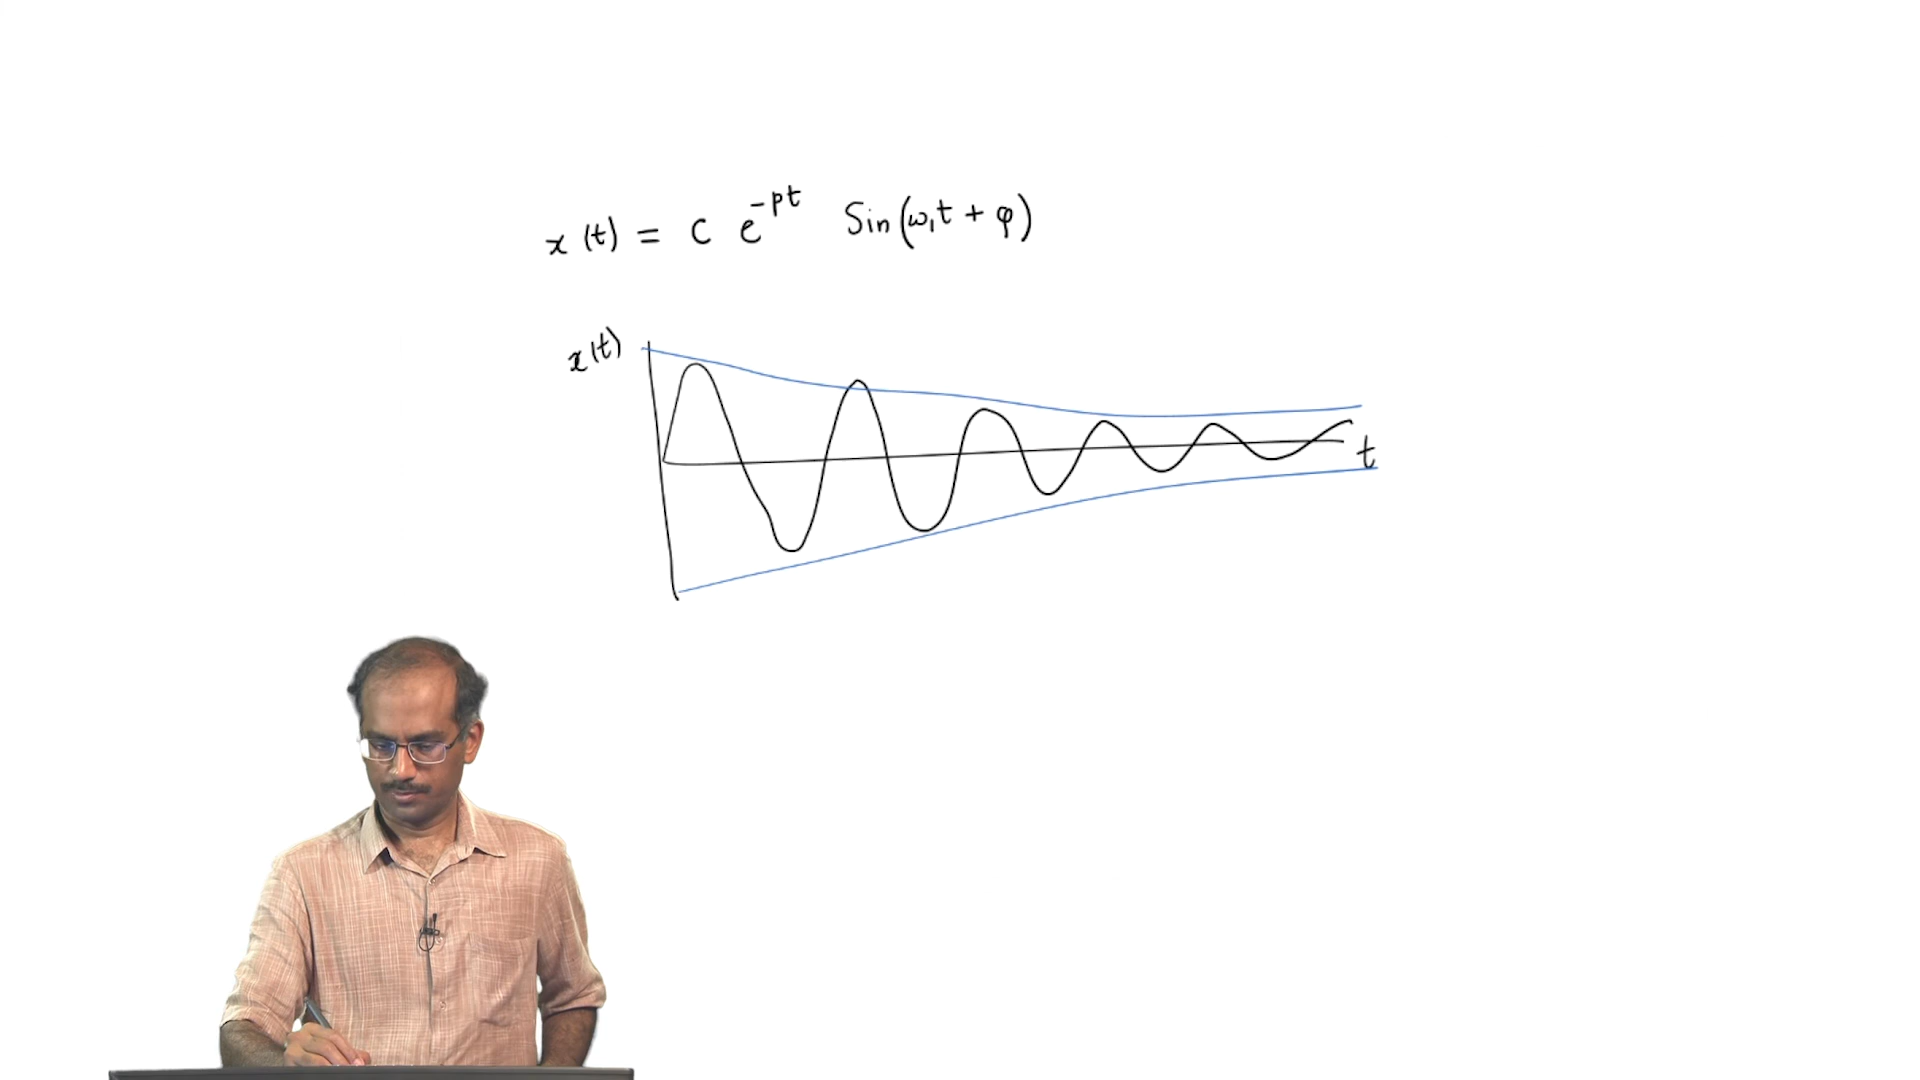 x(t) = C e^{-pt} Sin(ω₁t + φ)
x(t)
t